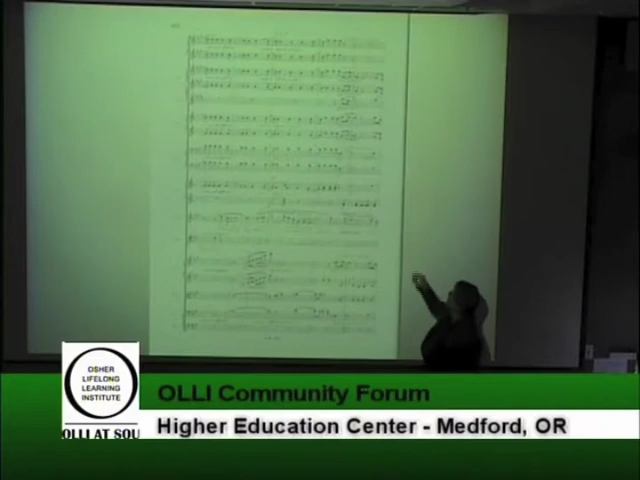 OSHER
LIFELONG
LEARNING
INSTITUTE
OLLI AT SOU
OLLI Community Forum
Higher Education Center - Medford, OR